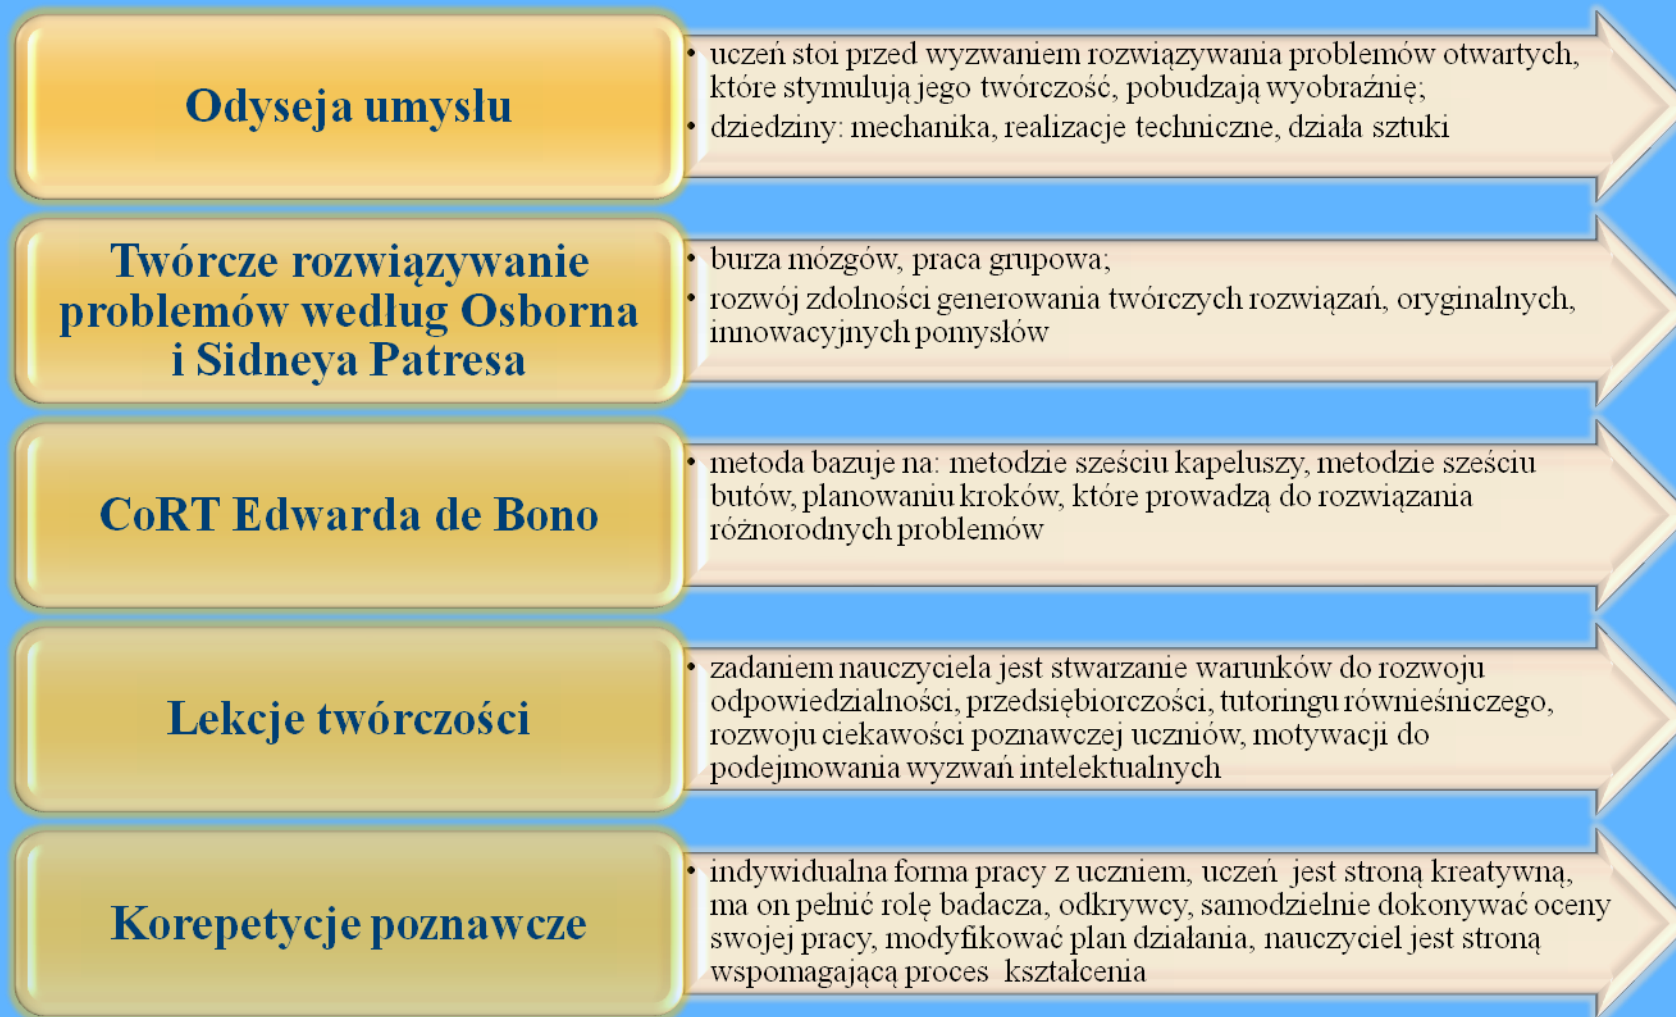 Odyseja umysłu
• uczeń stoi przed wyzwaniem rozwiązywania problemów otwartych,
które stymulują jego twórczość, pobudzają wyobraźnię;
• dziedziny: mechanika, realizacje techniczne, działa sztuki
Twórcze rozwiązywanie
problemów według Osborna
i Sidneya Patresa
• burza mózgów, praca grupowa;
• rozwój zdolności generowania twórczych rozwiązań, oryginalnych,
innowacyjnych pomysłów
CoRT Edwarda de Bono
• metoda bazuje na: metodzie sześciu kapeluszy, metodzie sześciu
butów, planowaniu kroków, które prowadzą do rozwiązania
różnorodnych problemów
Lekcje twórczości
• zadaniem nauczyciela jest stwarzanie warunków do rozwoju
odpowiedzialności, przedsiębiorczości, tutoringu równieśniczego,
rozwoju ciekawości poznawczej uczniów, motywacji do
podejmowania wyzwań intelektualnych
Korepetycje poznawcze
• indywidualna forma pracy z uczniem, uczeń jest stroną kreatywną,
ma on pełnić rolę badacza, odkrywcy, samodzielnie dokonywać oceny
swojej pracy, modyfikować plan działania, nauczyciel jest stroną
wspomagającą proces kształcenia